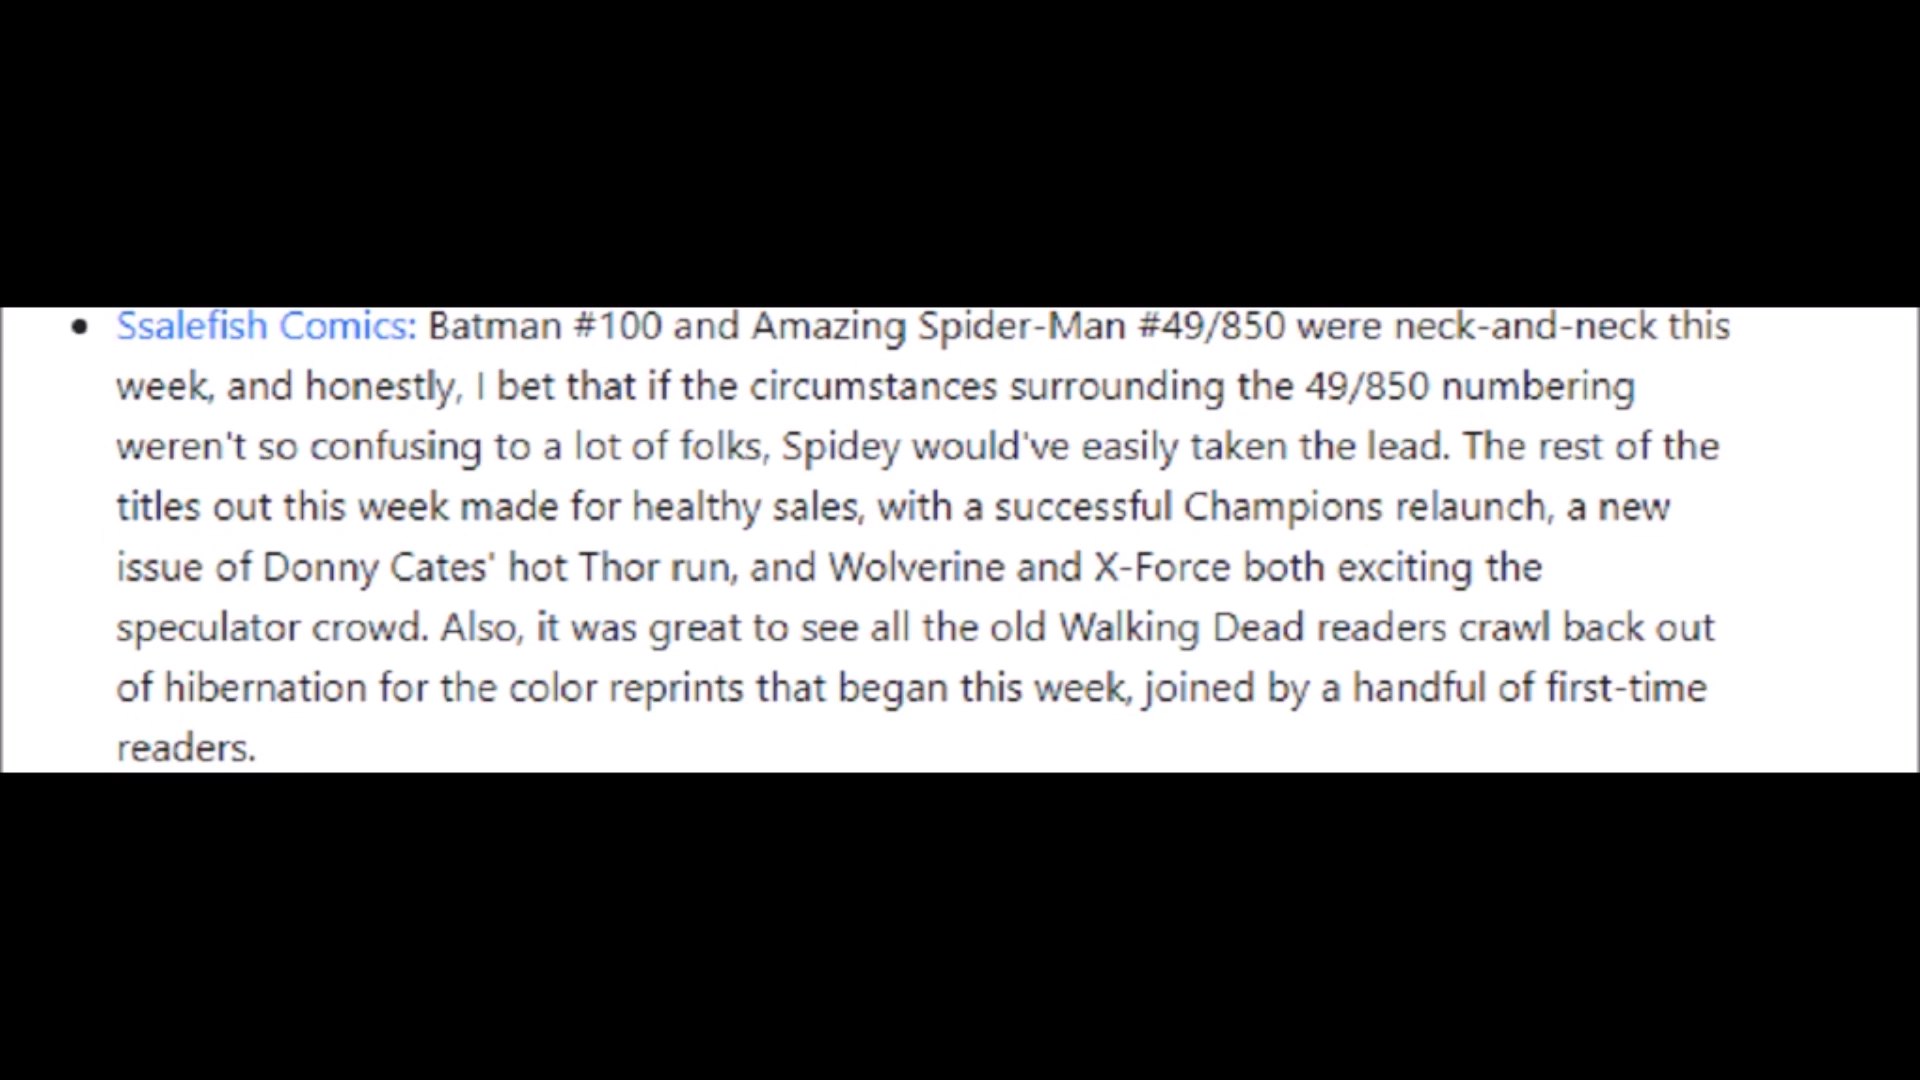 • Ssalefish Comics: Batman #100 and Amazing Spider-Man #49/850 were neck-and-neck this
week, and honestly, I bet that if the circumstances surrounding the 49/850 numbering
weren't so confusing to a lot of folks, Spidey would've easily taken the lead. The rest of the
titles out this week made for healthy sales, with a successful Champions relaunch, a new
issue of Donny Cates' hot Thor run, and Wolverine and X-Force both exciting the
speculator crowd. Also, it was great to see all the old Walking Dead readers crawl back out
of hibernation for the color reprints that began this week, joined by a handful of first-time
readers.